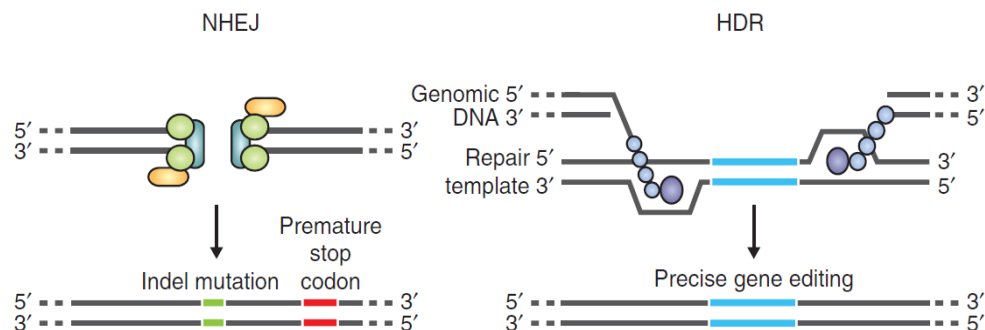 NHEJ
5′ 3′
3′ 5′
Premature
stop
Indel mutation codon
5′ 3′
3′ 5′
HDR
Genomic 5′ 3′
DNA 3′ 5′
Repair 5′ 3′
template 3′ 5′
Precise gene editing
5′ 3′
3′ 5′